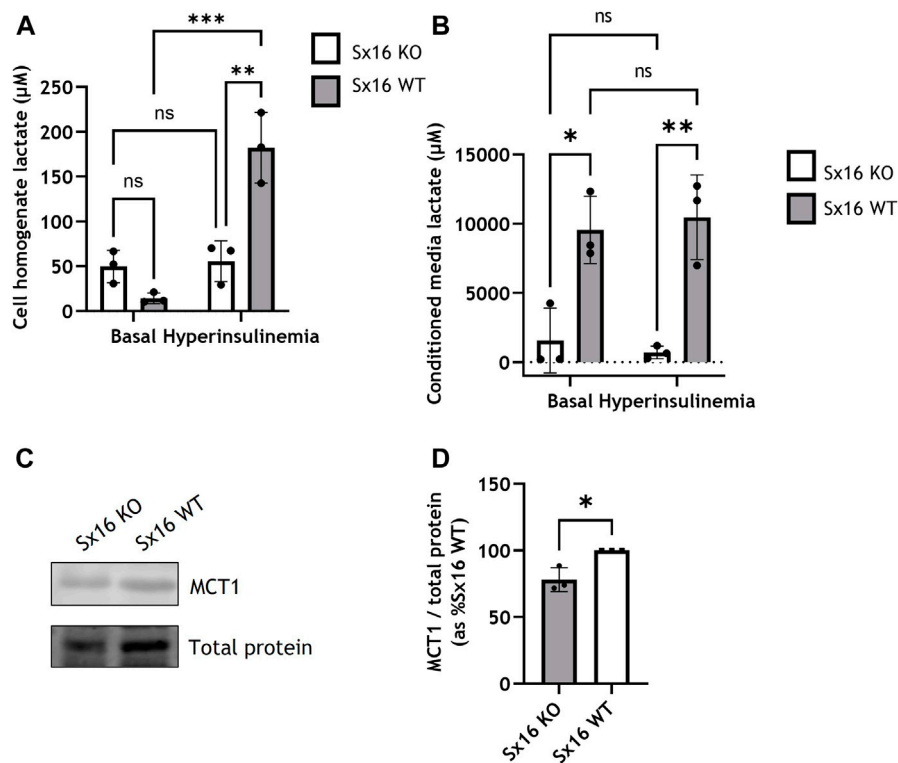 A
***
Sx16 KO
Sx16 WT
**
ns
ns
Cell homogenate lactate (µM)
250
200
150
100
50
0
Basal Hyperinsulinemia
B
ns
ns
*
**
Sx16 KO
Sx16 WT
Conditioned media lactate (µM)
15000
10000
5000
0
Basal Hyperinsulinemia
C
Sx16 KO
Sx16 WT
MCT1
Total protein
D
*
MCT1 / total protein
(as %Sx16 WT)
150
100
50
0
Sx16 KO
Sx16 WT